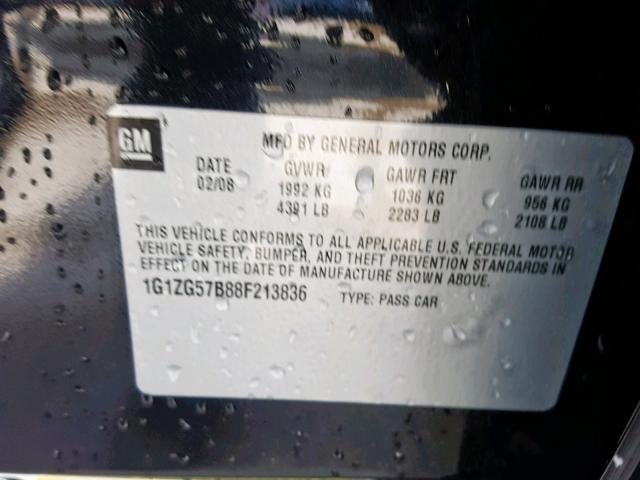 GM
MFD BY GENERAL MOTORS CORP.
DATE GVWR GAWR FRT GAWR RR
02/08 1992 KG 1036 KG 956 KG
4391 LB 2283 LB 2108 LB
THIS VEHICLE CONFORMS TO ALL APPLICABLE U.S. FEDERAL MOTOR
VEHICLE SAFETY, BUMPER, AND THEFT PREVENTION STANDARDS IN
EFFECT ON THE DATE OF MANUFACTURE SHOWN ABOVE.
1G1ZG57B88F213836 TYPE: PASS CAR